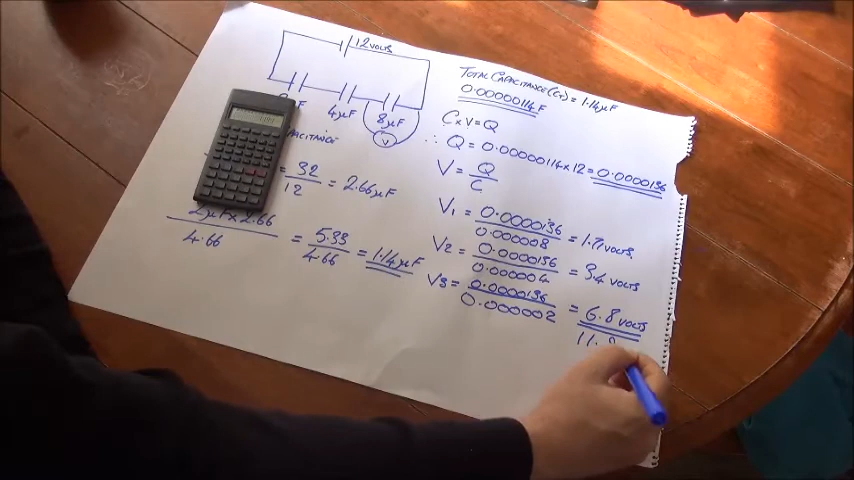 12 VOLTS
4µF
8µF
V
= 32 / 12 = 2.66µF
2µF x 2.66 / 4.66 = 5.33 / 4.66 = 1.14µF
TOTAL CAPACITANCE (CT) = 1.14µF
0.00000114F
C x V = Q
∴ Q = 0.00000114 x 12 = 0.0000136
V = Q / C
V1 = 0.0000136 / 0.000008 = 1.7 VOLTS
V2 = 0.0000136 / 0.000004 = 3.4 VOLTS
V3 = 0.0000136 / 0.000002 = 6.8 VOLTS